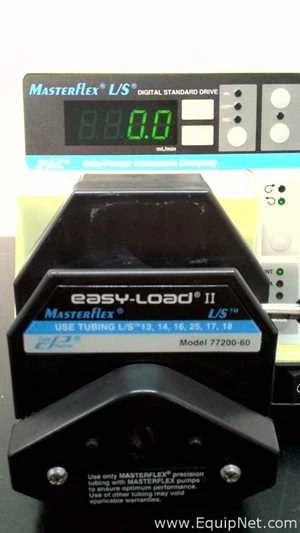 MASTERFLEX® L/S® DIGITAL STANDARD DRIVE
0.0
mL/min
Cole-Parmer Instrument Company
easy-load® II
MASTERFLEX® L/S™
USE TUBING L/S™ 13, 14, 16, 25, 17, 18
Model 77200-60
Use only MASTERFLEX® precision
tubing with MASTERFLEX pumps
to ensure optimum performance.
Use of other tubing may void
applicable warranties.
www.EquipNet.com